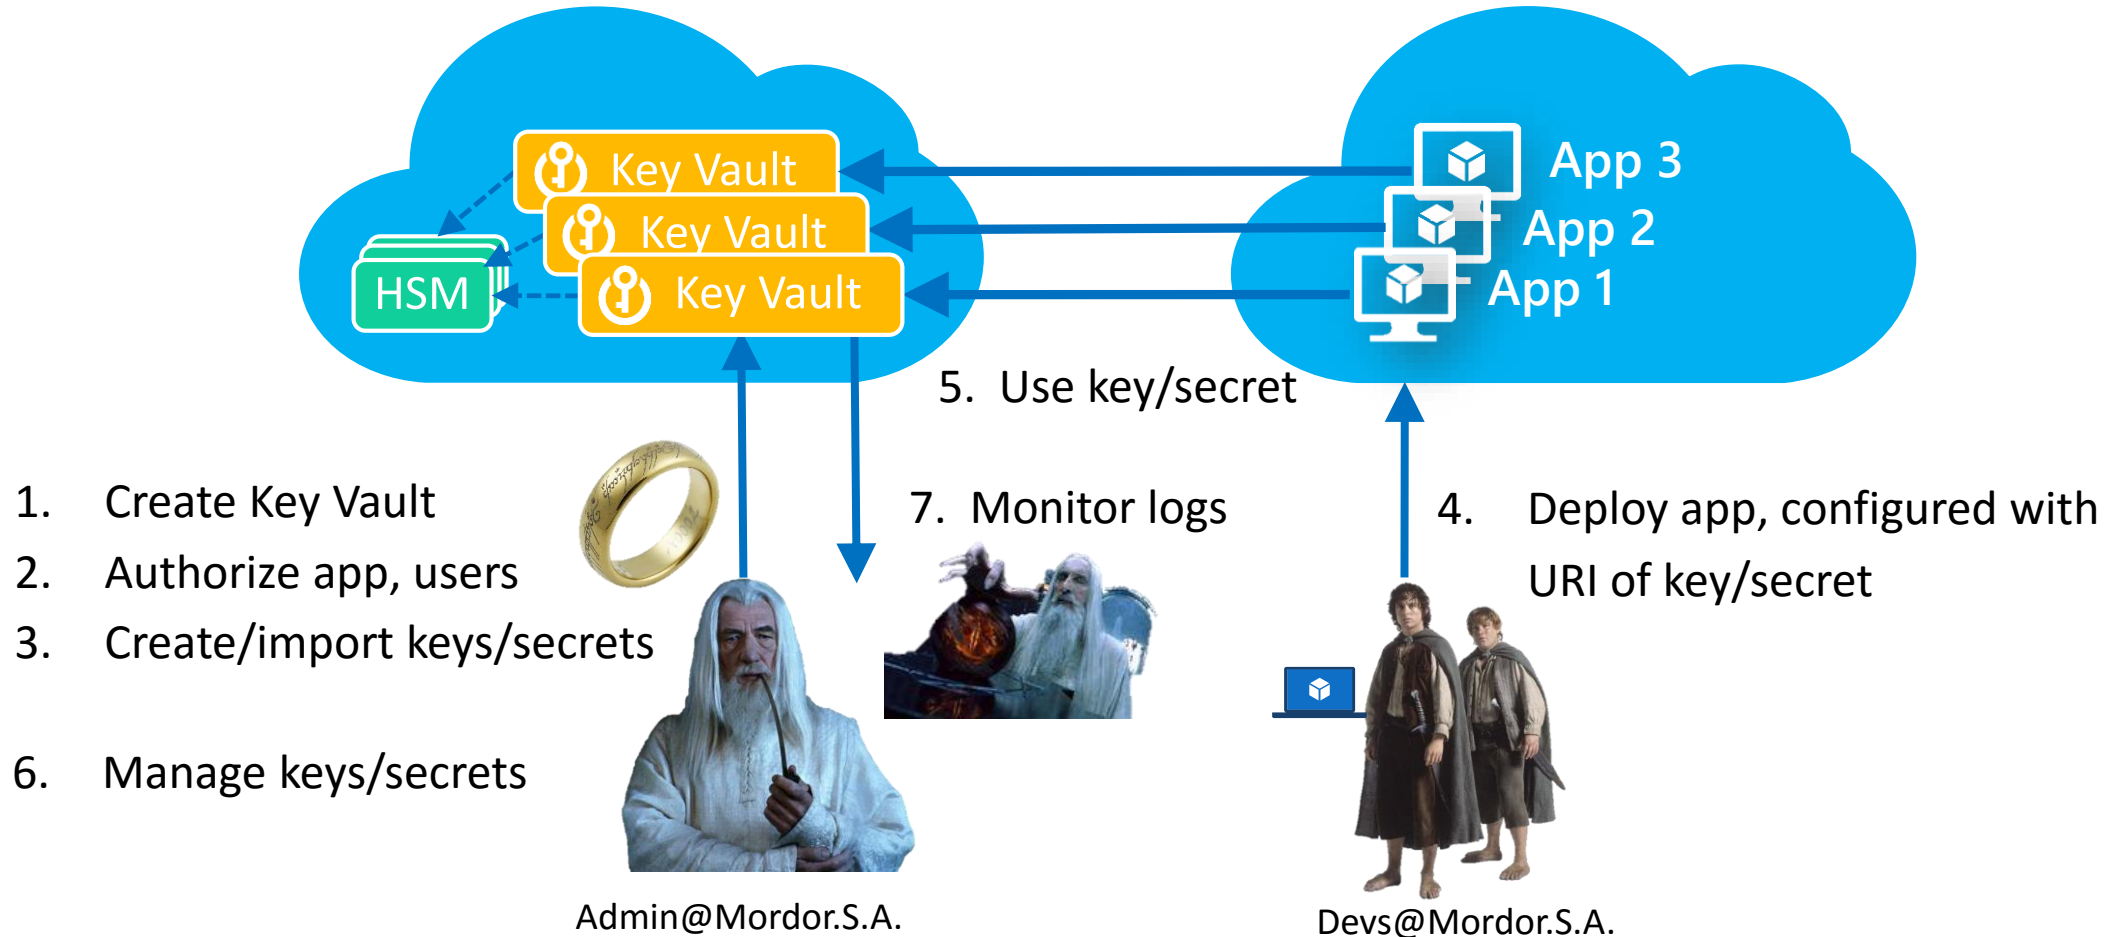 Key Vault
Key Vault
Key Vault
HSM
App 3
App 2
App 1
5. Use key/secret
1. Create Key Vault
2. Authorize app, users
3. Create/import keys/secrets
6. Manage keys/secrets
7. Monitor logs
4. Deploy app, configured with
URI of key/secret
Admin@Mordor.S.A.
Devs@Mordor.S.A.